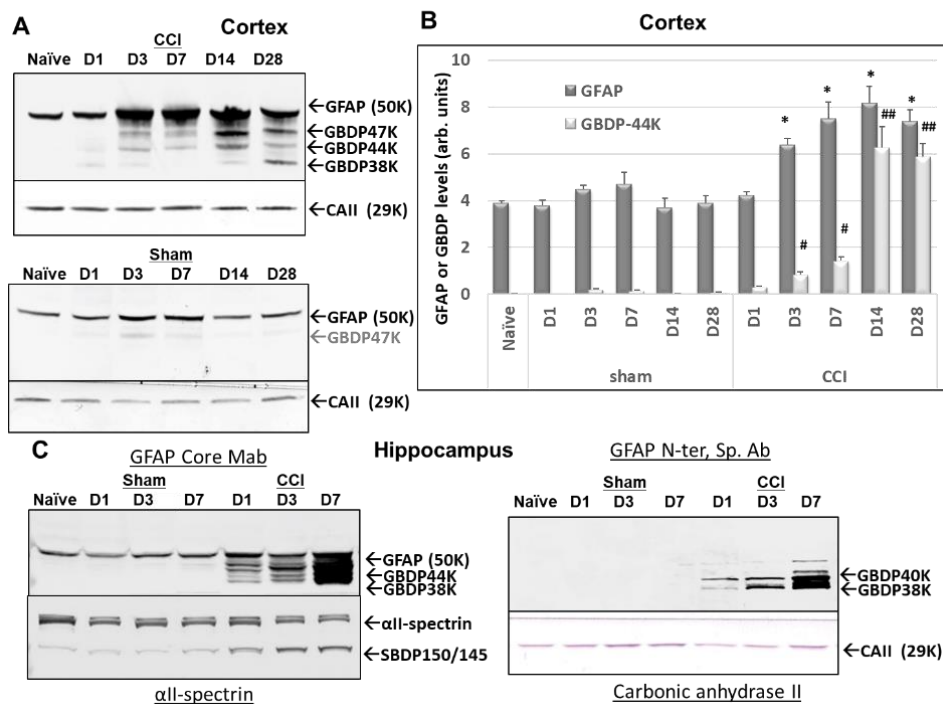 A
Cortex
CCI
Naïve D1 D3 D7 D14 D28
←GFAP (50K)
←GBDP47K
←GBDP44K
←GBDP38K
←CAII (29K)
Sham
Naïve D1 D3 D7 D14 D28
←GFAP (50K)
←GBDP47K
←CAII (29K)
B
Cortex
GFAP or GBDP levels (arb. units)
10
8
6
4
2
0
GFAP
GBDP-44K
* * * *
# # ## ##
Naïve D1 D3 D7 D14 D28 D1 D3 D7 D14 D28
sham CCI
C
Hippocampus
GFAP Core Mab
Sham CCI
Naïve D1 D3 D7 D1 D3 D7
←GFAP (50K)
←GBDP44K
←GBDP38K
←αII-spectrin
←SBDP150/145
αII-spectrin
GFAP N-ter, Sp. Ab
Sham CCI
Naïve D1 D3 D7 D1 D3 D7
←GBDP40K
←GBDP38K
←CAII (29K)
Carbonic anhydrase II